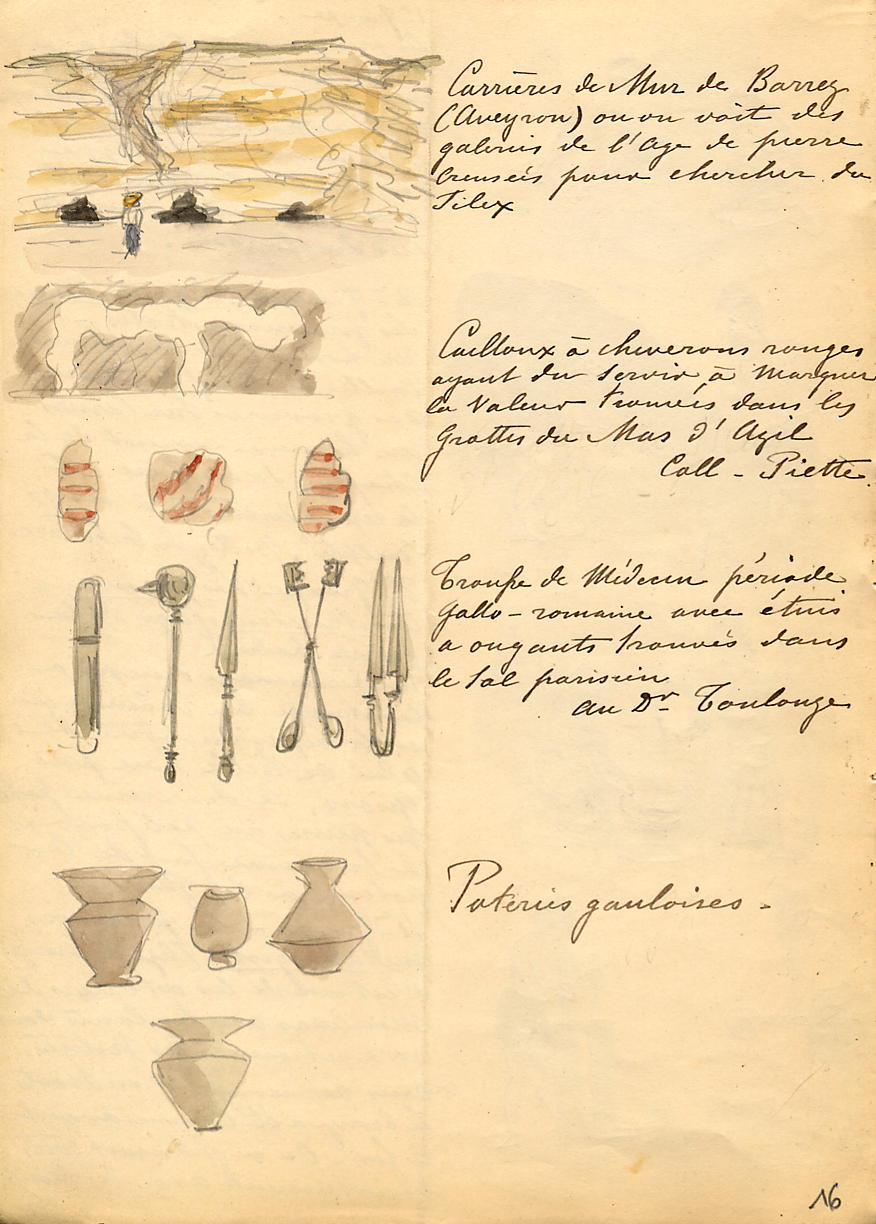 Carrières de Mur de Barrez
(Aveyron) ou on voit des
galeries de l'age de pierre
creusées pour chercher du
Silex
Cailloux à cheverons rouges
ayant du servir à marquer
la valeur trouvés dans les
Grottes du Mas d'Azil
Coll - Piette
Trousse de Médecin période
Gallo-romaine avec étuis
a onguents trouvés dans
le sol parisien
au Dr Toulouze
Poteries gauloises -
16